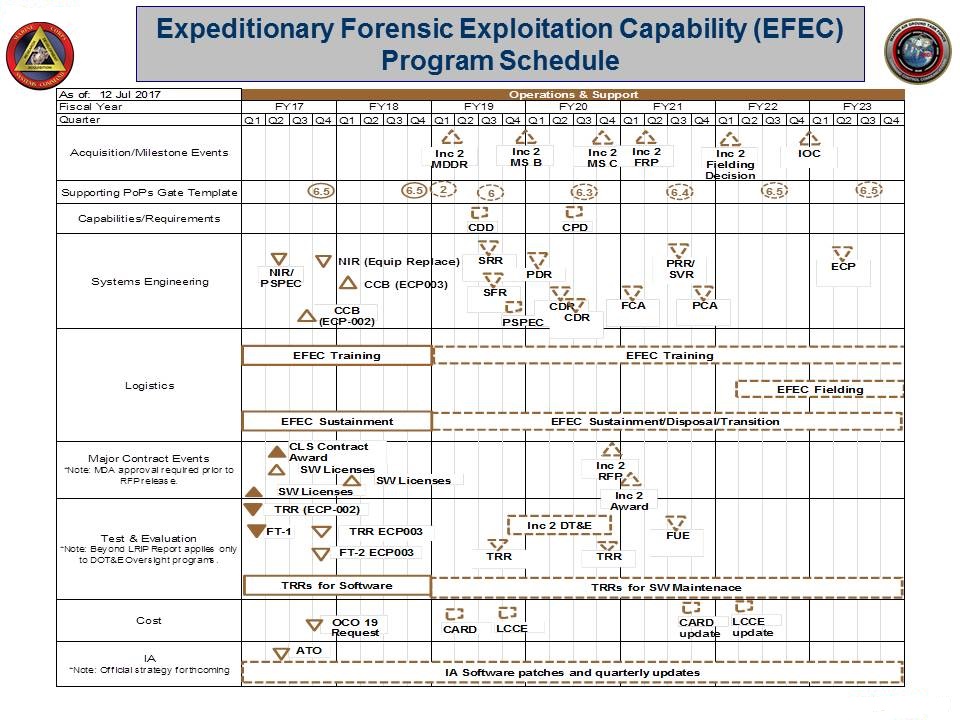 Expeditionary Forensic Exploitation Capability (EFEC)
Program Schedule
As of: 12 Jul 2017
Operations & Support
Fiscal Year
FY17 FY18 FY19 FY20 FY21 FY22 FY23
Quarter
Q1 Q2 Q3 Q4 Q1 Q2 Q3 Q4 Q1 Q2 Q3 Q4 Q1 Q2 Q3 Q4 Q1 Q2 Q3 Q4 Q1 Q2 Q3 Q4 Q1 Q2 Q3 Q4
Acquisition/Milestone Events
Inc 2
MDDR
Inc 2
MS B
Inc 2
MS C
Inc 2
FRP
Inc 2
Fielding
Decision
IOC
Supporting PoPs Gate Template
6.5 6.5 2 6 6.3 6.4 6.5 6.5
Capabilities/Requirements
CDD
CPD
Systems Engineering
NIR/
PSPEC
NIR (Equip Replace)
CCB (ECP003)
CCB
(ECP-002)
SRR
SFR
PSPEC
PDR
CDR
CDR
FCA
PRR/
SVR
PCA
ECP
Logistics
EFEC Training
EFEC Training
EFEC Fielding
EFEC Sustainment
EFEC Sustainment/Disposal/Transition
Major Contract Events
*Note: MDA approval required prior to
RFP release.
CLS Contract
Award
SW Licenses
SW Licenses
SW Licenses
Inc 2
RFP
Inc 2
Award
Test & Evaluation
*Note: Beyond LRIP Report applies only
to DOT&E Oversight programs.
TRR (ECP-002)
FT-1
TRR ECP003
FT-2 ECP003
Inc 2 DT&E
TRR
TRR
FUE
TRRs for Software
TRRs for SW Maintenace
Cost
OCO 19
Request
CARD
LCCE
CARD
update
LCCE
update
IA
*Note: Official strategy forthcoming
ATO
IA Software patches and quarterly updates